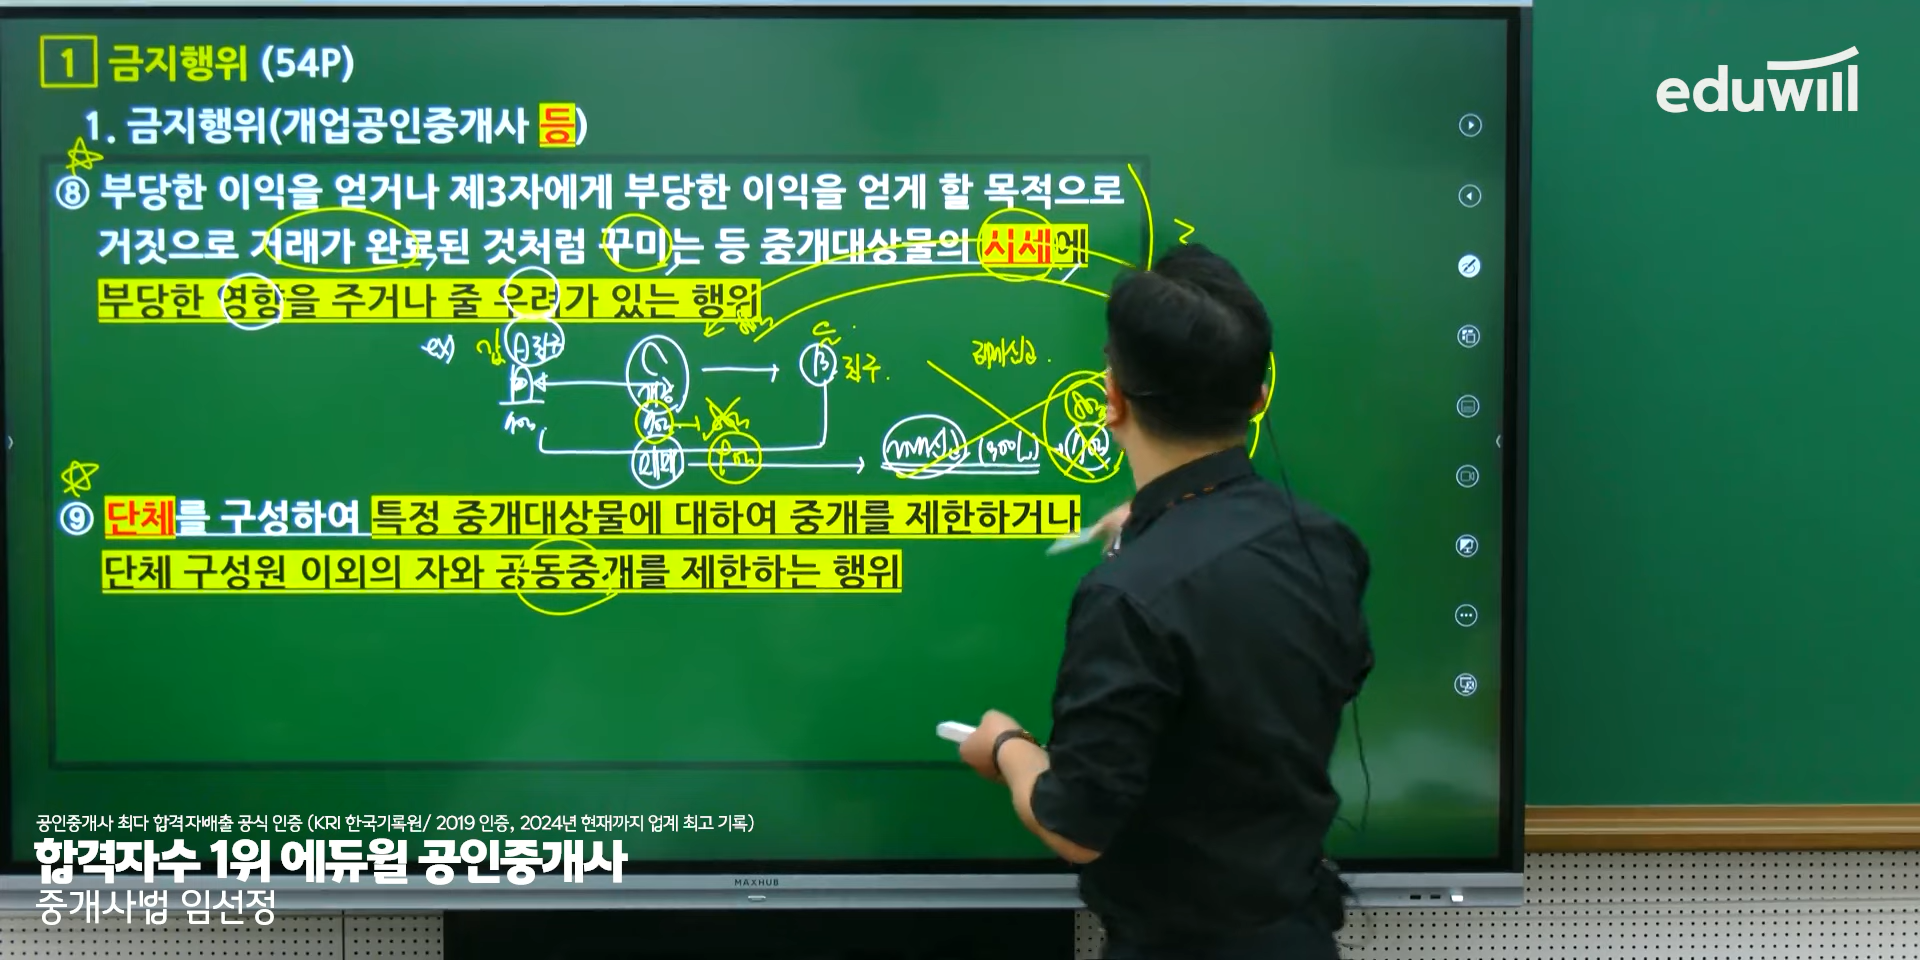 1 금지행위 (54P)
1. 금지행위(개업공인중개사 등)
⑧ 부당한 이익을 얻거나 제3자에게 부당한 이익을 얻게 할 목적으로
거짓으로 거래가 완료된 것처럼 꾸미는 등 중개대상물의 시세에
부당한 영향을 주거나 줄 우려가 있는 행위
ex)
⑨ 단체를 구성하여 특정 중개대상물에 대하여 중개를 제한하거나
단체 구성원 이외의 자와 공동중개를 제한하는 행위
eduwill
공인중개사 최다 합격자배출 공식 인증 (KRI 한국기록원/ 2019 인증, 2024년 현재까지 업계 최고 기록)
합격자수 1위 에듀윌 공인중개사
중개사법 임선정
MAXHUB